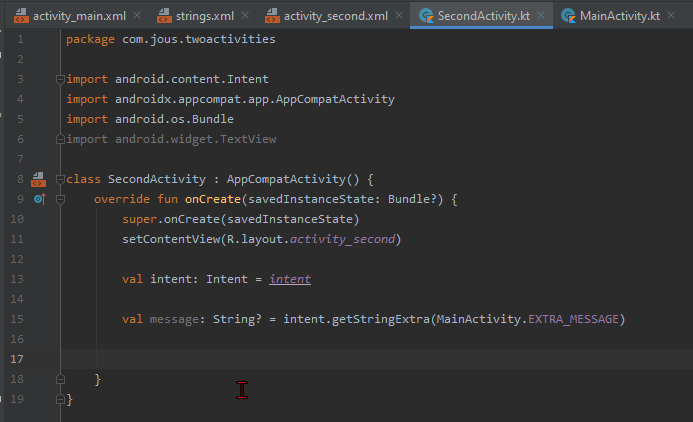 activity_main.xml strings.xml activity_second.xml SecondActivity.kt MainActivity.kt
1 package com.jous.twoactivities
2
3 import android.content.Intent
4 import androidx.appcompat.app.AppCompatActivity
5 import android.os.Bundle
6 import android.widget.TextView
7
8 class SecondActivity : AppCompatActivity() {
9 override fun onCreate(savedInstanceState: Bundle?) {
10 super.onCreate(savedInstanceState)
11 setContentView(R.layout.activity_second)
12
13 val intent: Intent = intent
14
15 val message: String? = intent.getStringExtra(MainActivity.EXTRA_MESSAGE)
16
17
18 }
19 }